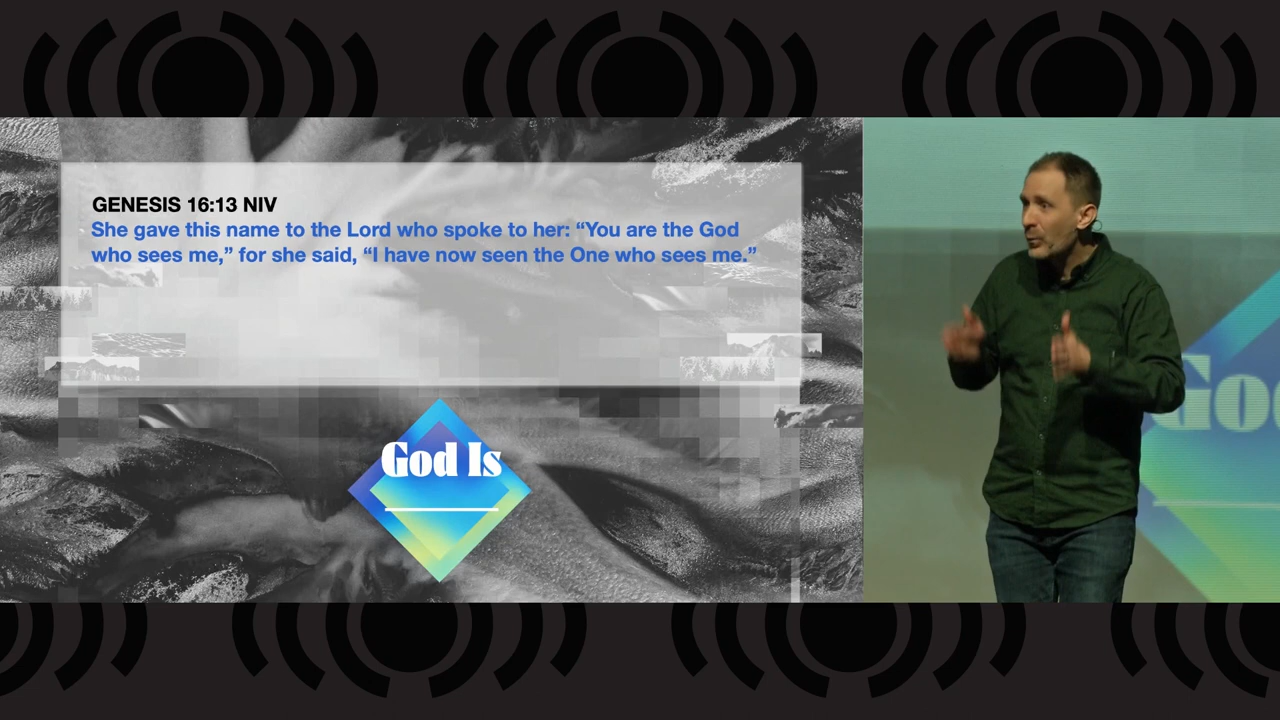 GENESIS 16:13 NIV
She gave this name to the Lord who spoke to her: “You are the God
who sees me,” for she said, “I have now seen the One who sees me.”
God Is
God